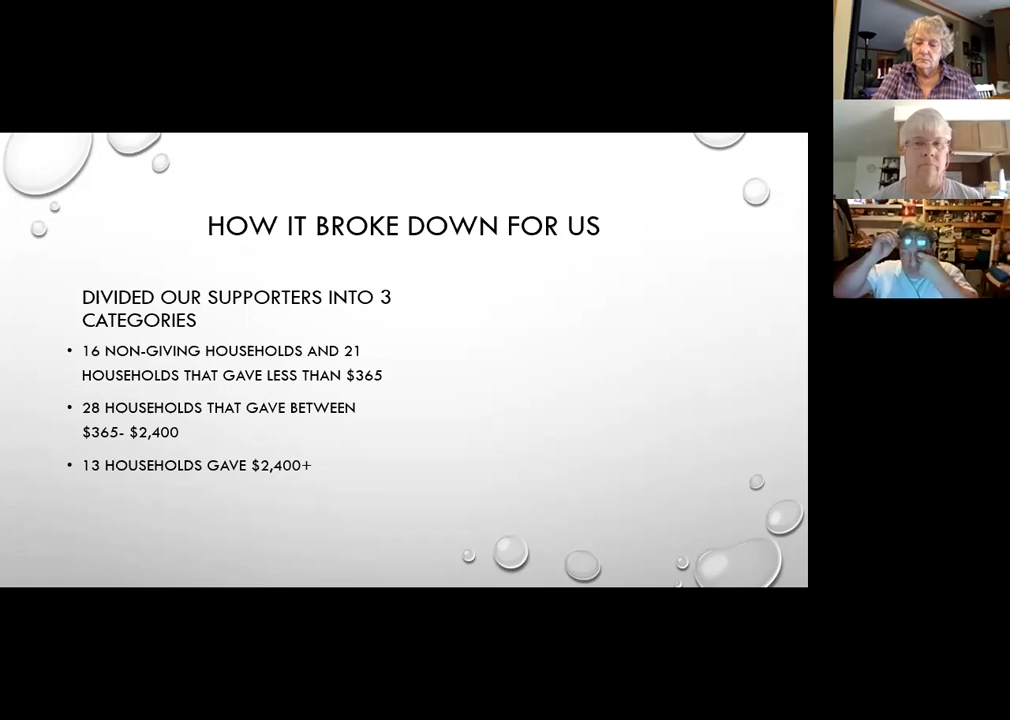 HOW IT BROKE DOWN FOR US
DIVIDED OUR SUPPORTERS INTO 3
CATEGORIES
• 16 NON-GIVING HOUSEHOLDS AND 21
HOUSEHOLDS THAT GAVE LESS THAN $365
• 28 HOUSEHOLDS THAT GAVE BETWEEN
$365- $2,400
• 13 HOUSEHOLDS GAVE $2,400+